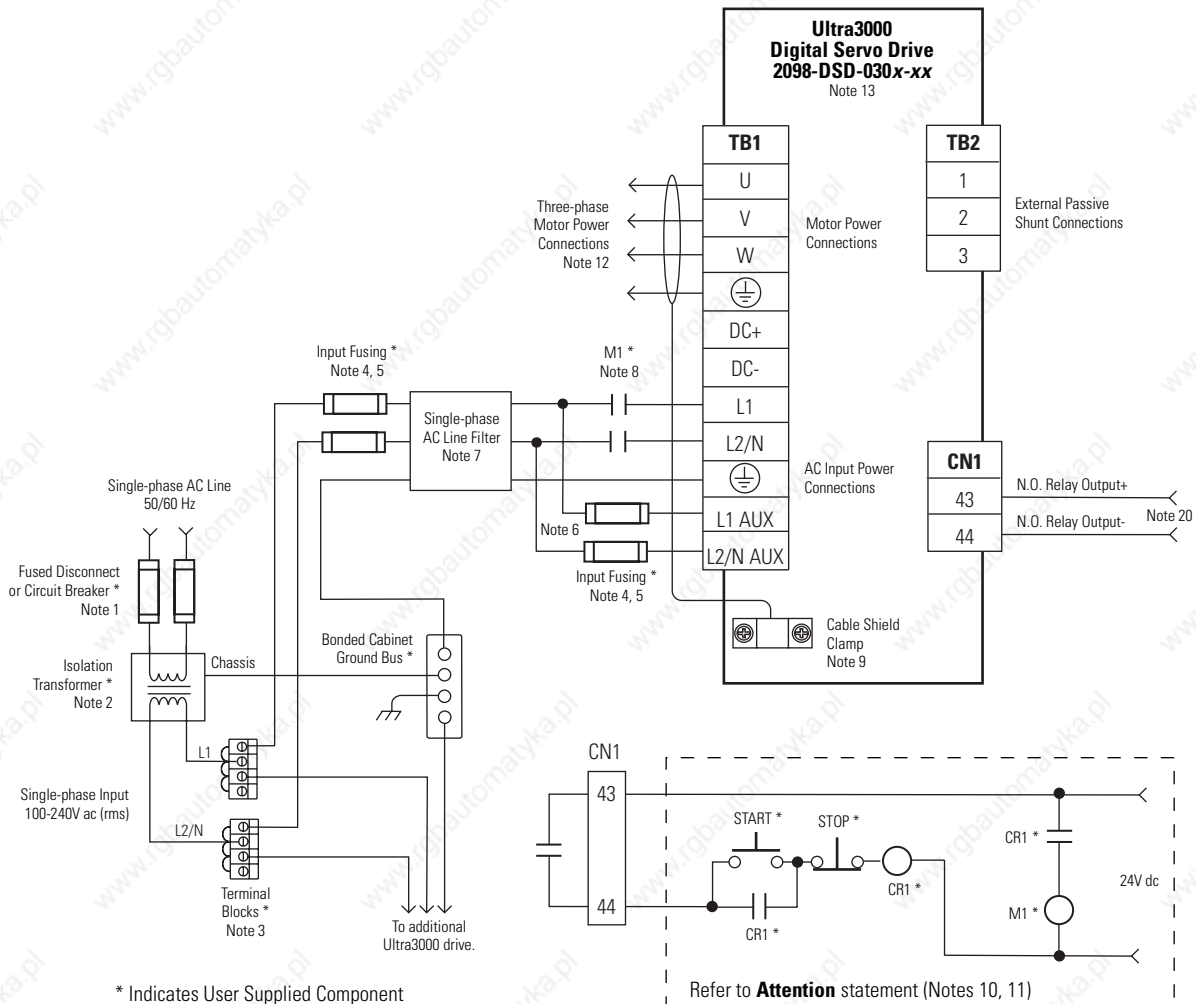 Ultra3000
Digital Servo Drive
2098-DSD-030x-xx
Note 13
TB1
U
V
W
DC+
DC-
L1
L2/N
L1 AUX
L2/N AUX
TB2
1
2
3
External Passive
Shunt Connections
Three-phase
Motor Power
Connections
Note 12
Motor Power
Connections
Input Fusing *
Note 4, 5
M1 *
Note 8
Single-phase
AC Line Filter
Note 7
AC Input Power
Connections
CN1
43
44
N.O. Relay Output+
N.O. Relay Output-
Note 20
Single-phase AC Line
50/60 Hz
Note 6
Input Fusing *
Note 4, 5
Fused Disconnect
or Circuit Breaker *
Note 1
Cable Shield
Clamp
Note 9
Bonded Cabinet
Ground Bus *
Isolation
Transformer *
Note 2
Chassis
L1
Single-phase Input
100-240V ac (rms)
L2/N
Terminal
Blocks *
Note 3
To additional
Ultra3000 drive.
CN1
43
44
START *
STOP *
CR1 *
CR1 *
CR1 *
M1 *
24V dc
* Indicates User Supplied Component
Refer to Attention statement (Notes 10, 11)
www.rgbautomatyka.pl